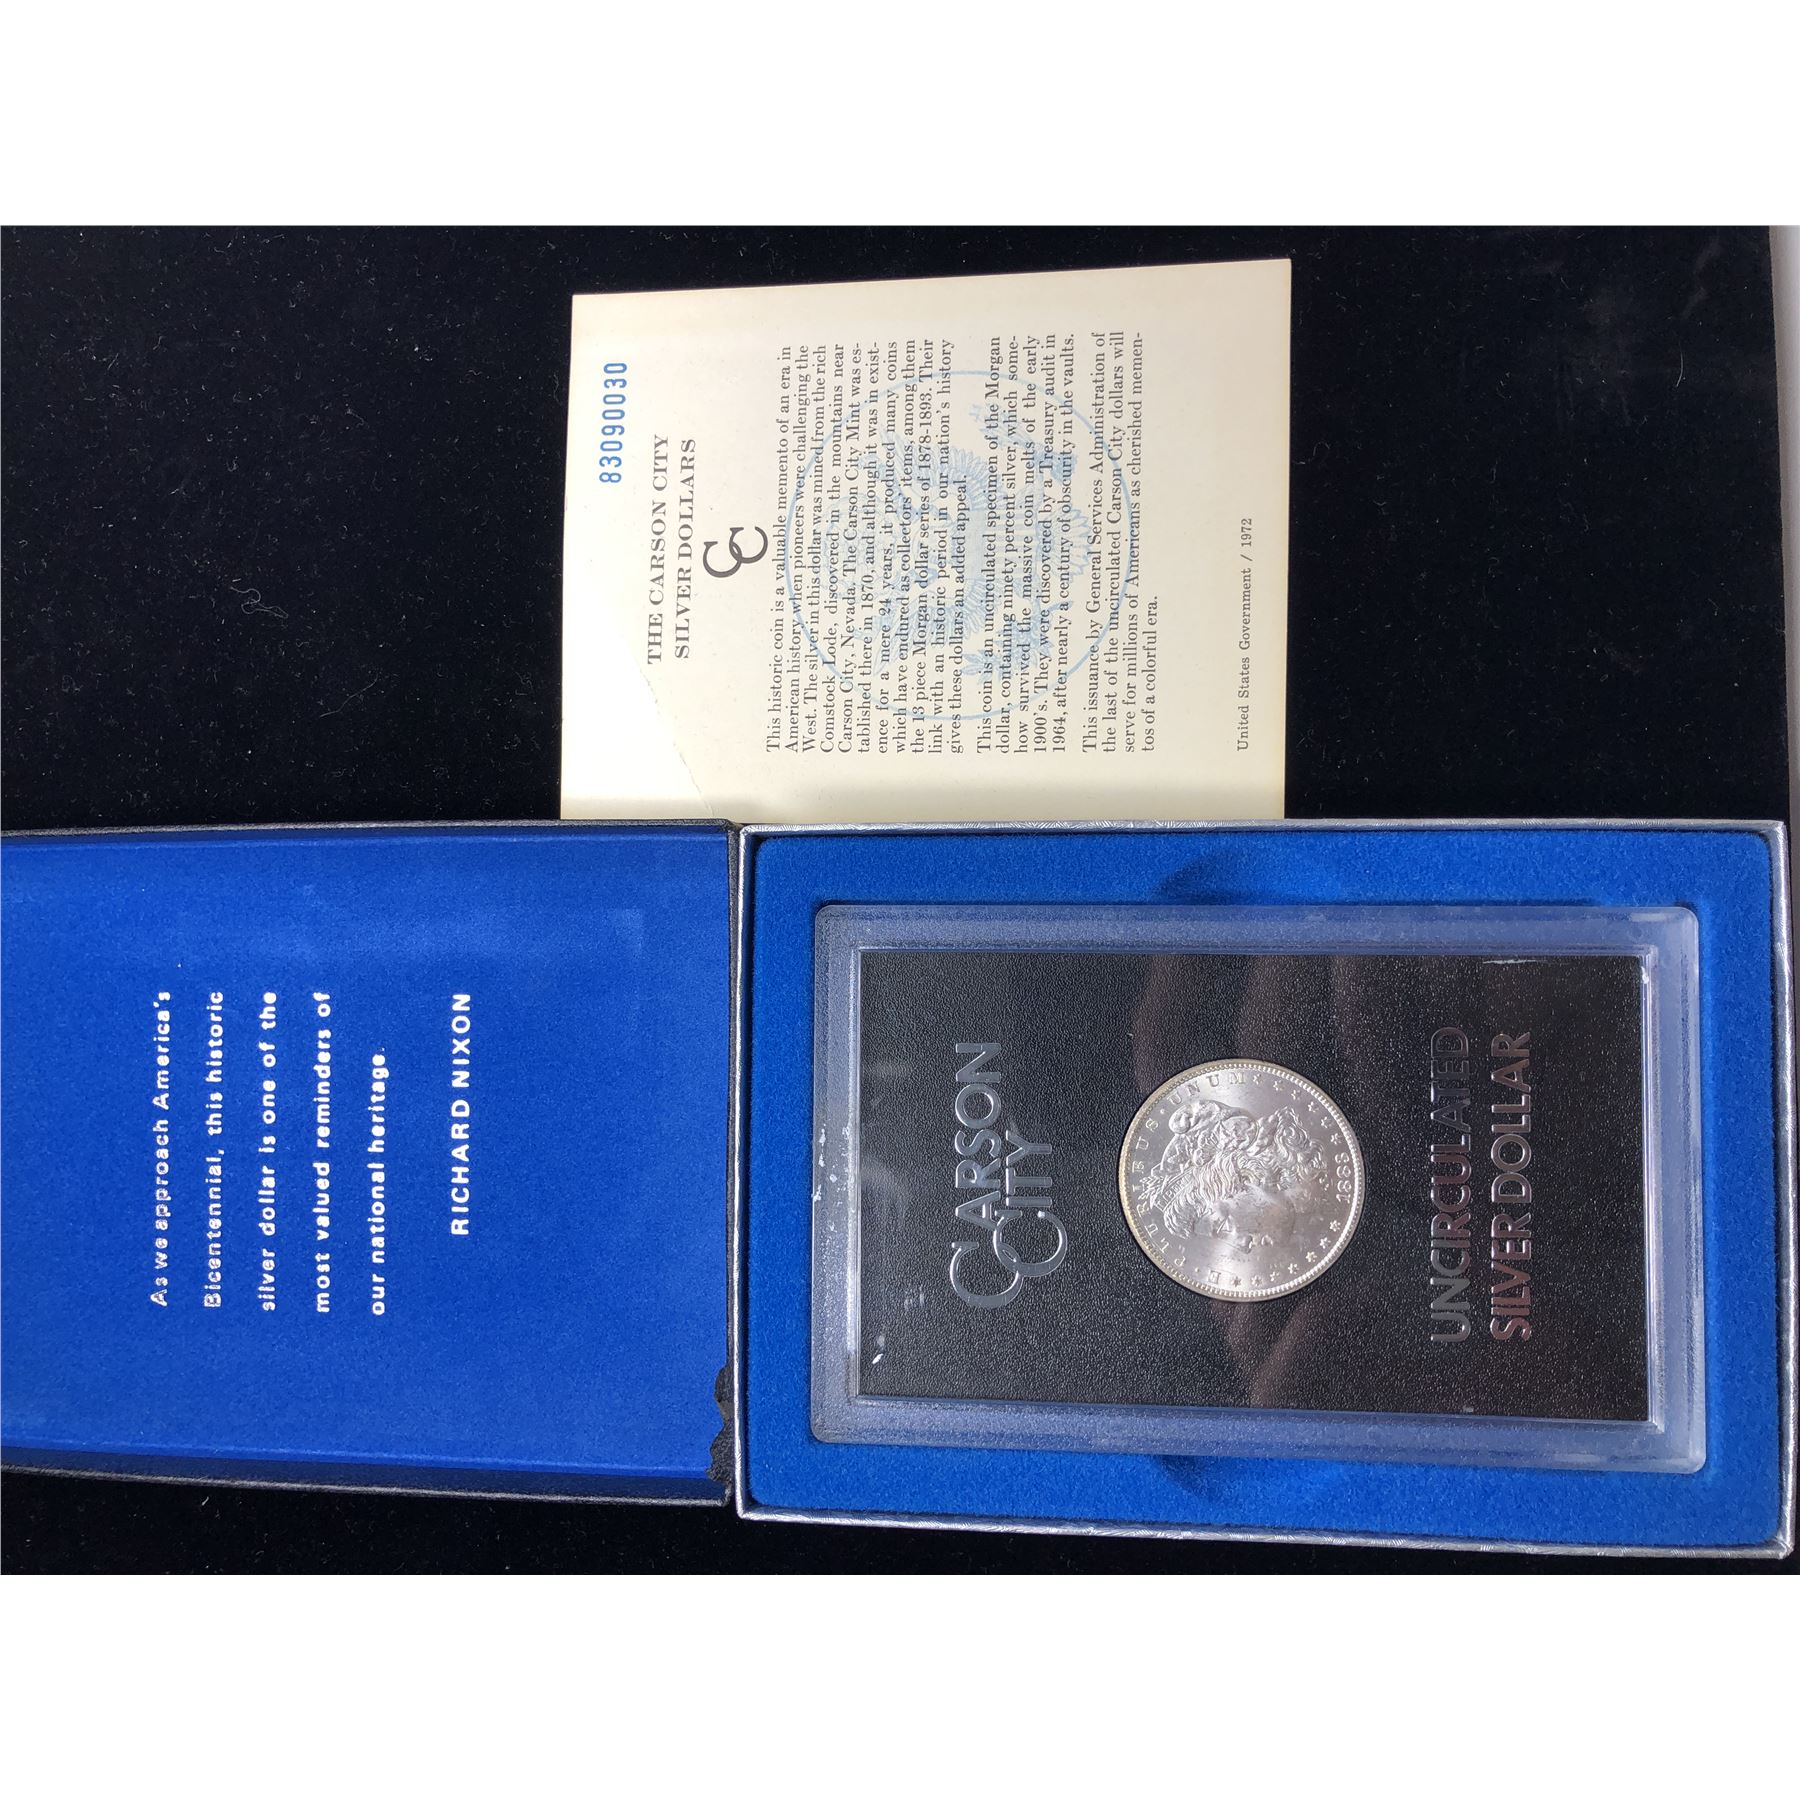 83090030
THE CARSON CITY
SILVER DOLLARS
CC
This historic coin is a valuable memento of an era in
American history when pioneers were challenging the
West. The silver in this dollar was mined from the rich
Comstock Lode, discovered in the mountains near
Carson City, Nevada. The Carson City Mint was es-
tablished there in 1870, and although it was in exist-
ence for a mere 24 years, it produced many coins
which have endured as collectors' items, among them
the 13 piece Morgan dollar series of 1878-1893. Their
link with an historic period in our nation's history
gives these dollars an added appeal.
This coin is an uncirculated specimen of the Morgan
dollar, containing ninety percent silver, which some-
how survived the massive coin melts of the early
1900's. They were discovered by a Treasury audit in
1964, after nearly a century of obscurity in the vaults.
This issuance by General Services Administration of
the last of the uncirculated Carson City dollars will
serve for millions of Americans as cherished memen-
tos of a colorful era.
United States Government / 1972
As we approach America's
Bicentennial, this historic
silver dollar is one of the
most valued reminders of
our national heritage.
RICHARD NIXON
CARSON
CITY
E·PLURIBUS·UNUM
1883
UNCIRCULATED
SILVER DOLLAR